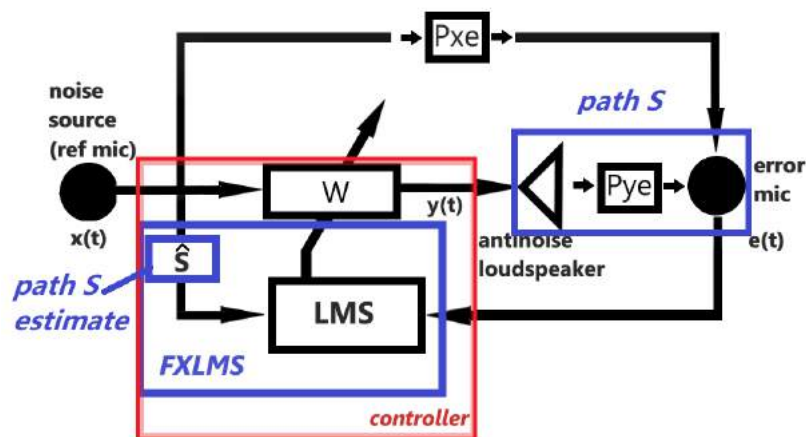 Pxe
noise
source
(ref mic)
path S
W
Pye
error
mic
x(t)
y(t)
antinoise
loudspeaker
e(t)
Ŝ
path S
estimate
LMS
FXLMS
controller